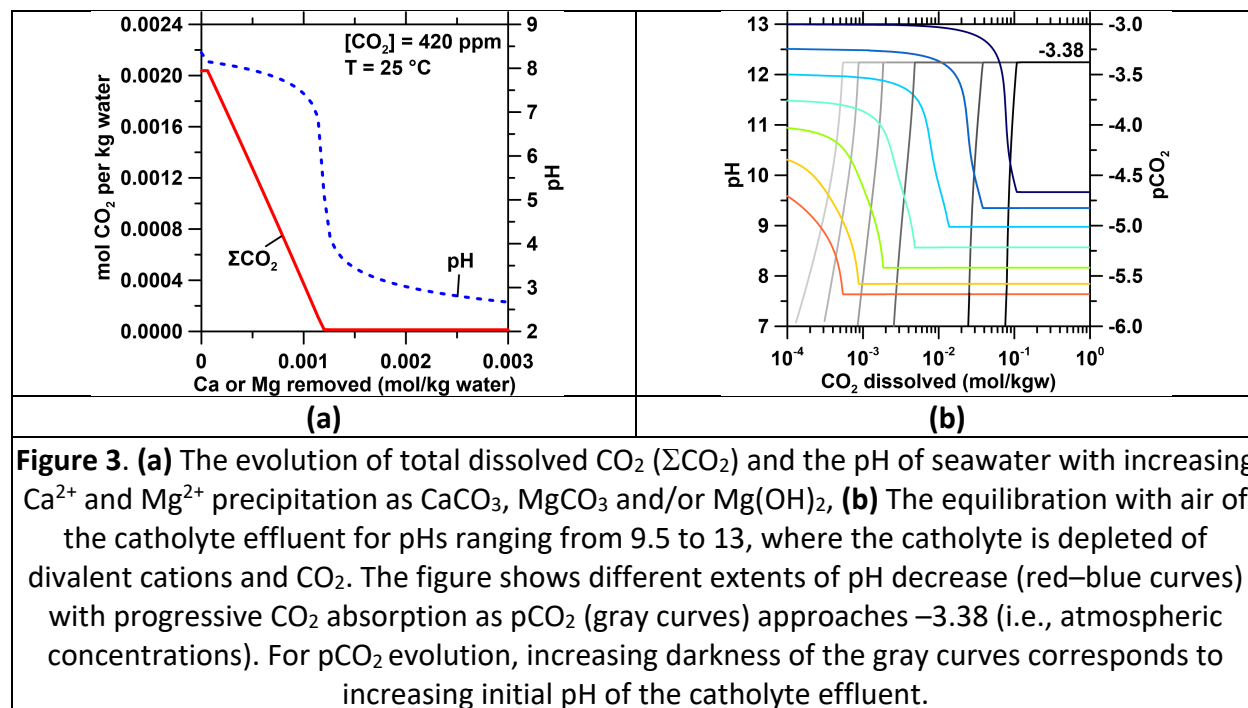 0.0024
0.0020
0.0016
0.0012
0.0008
0.0004
0.0000
mol CO₂ per kg water
[CO₂] = 420 ppm
T = 25 °C
ΣCO₂
pH
9
8
7
6
5
4
3
2
pH
0 0.001 0.002 0.003
Ca or Mg removed (mol/kg water)
(a)
13
12
11
10
9
8
7
pH
-3.38
-3.0
-3.5
-4.0
-4.5
-5.0
-5.5
-6.0
pCO₂
10⁻⁴ 10⁻³ 10⁻² 10⁻¹ 10⁰
CO₂ dissolved (mol/kgw)
(b)
Figure 3. (a) The evolution of total dissolved CO₂ (ΣCO₂) and the pH of seawater with increasing
Ca²⁺ and Mg²⁺ precipitation as CaCO₃, MgCO₃ and/or Mg(OH)₂, (b) The equilibration with air of
the catholyte effluent for pHs ranging from 9.5 to 13, where the catholyte is depleted of
divalent cations and CO₂. The figure shows different extents of pH decrease (red–blue curves)
with progressive CO₂ absorption as pCO₂ (gray curves) approaches –3.38 (i.e., atmospheric
concentrations). For pCO₂ evolution, increasing darkness of the gray curves corresponds to
increasing initial pH of the catholyte effluent.